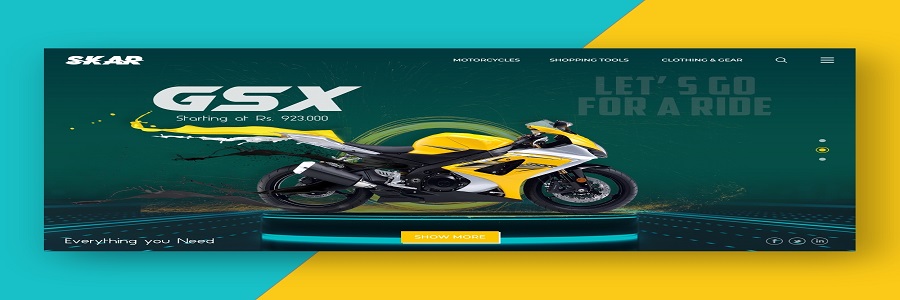 SKAR
MOTORCYCLES
SHOPPING TOOLS
CLOTHING & GEAR
GSX
Starting at Rs. 923.000
LET'S GO
FOR A RIDE
Everything you Need
SHOW MORE
f
in